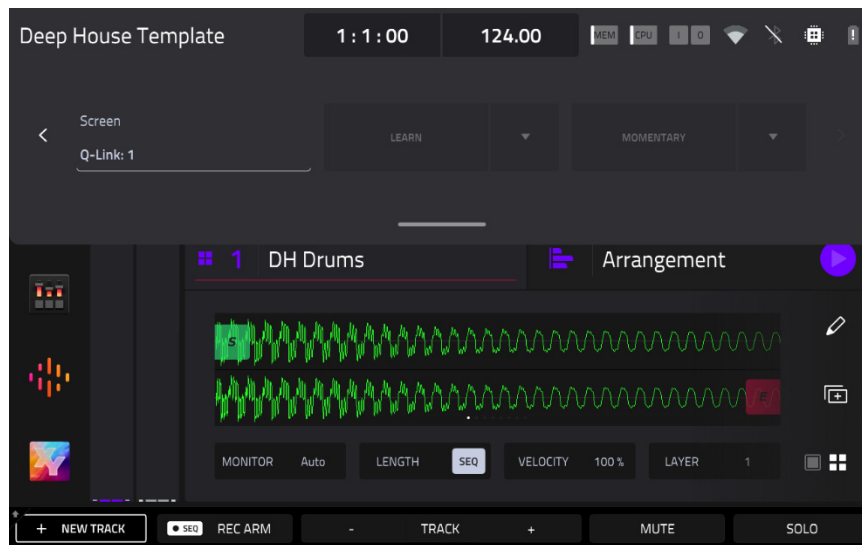 Deep House Template 1:1:00 124.00 MEM CPU I O
Screen
LEARN MOMENTARY
Q-Link: 1
1 DH Drums Arrangement
S
E
XY
MONITOR Auto LENGTH SEQ VELOCITY 100 % LAYER 1
+ NEW TRACK SEQ REC ARM - TRACK + MUTE SOLO